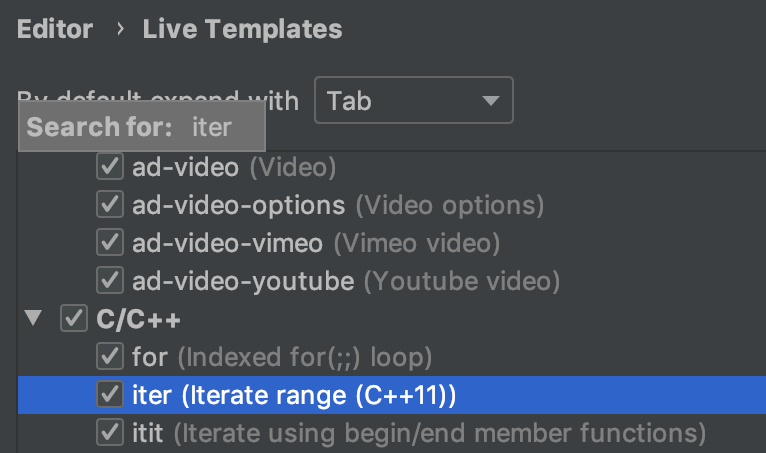 Editor › Live Templates
By default expand with Tab
Search for: iter
ad-video (Video)
ad-video-options (Video options)
ad-video-vimeo (Vimeo video)
ad-video-youtube (Youtube video)
C/C++
for (Indexed for(;;) loop)
iter (Iterate range (C++11))
itit (Iterate using begin/end member functions)